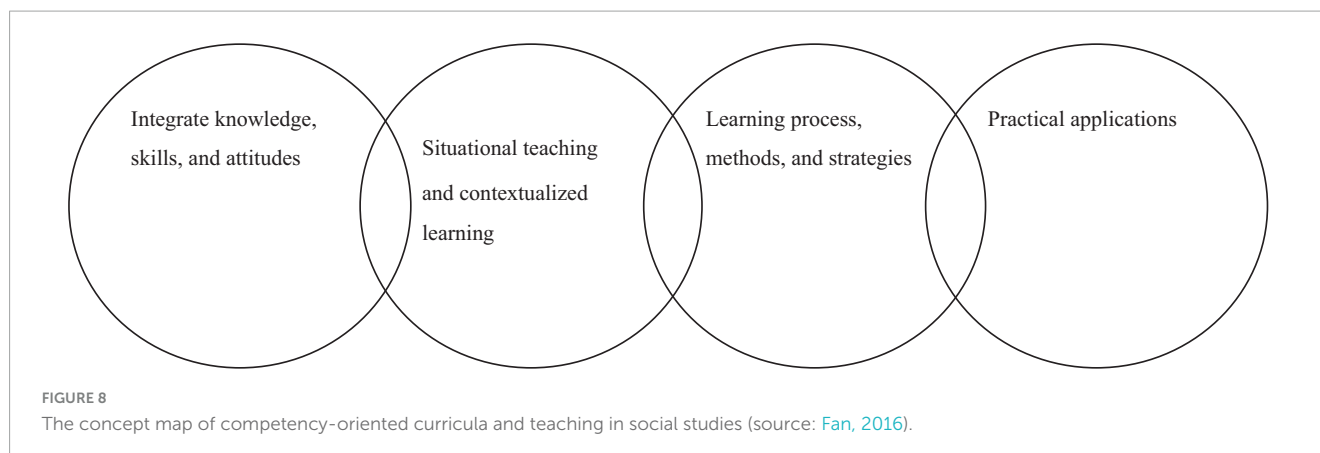 Integrate knowledge,
skills, and attitudes
Situational teaching
and contextualized
learning
Learning process,
methods, and strategies
Practical applications
FIGURE 8
The concept map of competency-oriented curricula and teaching in social studies (source: Fan, 2016).